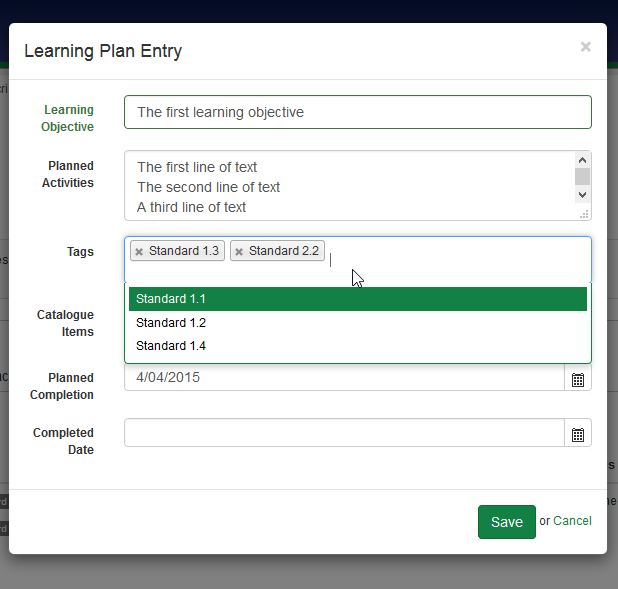 Learning Plan Entry ×
Learning
Objective
The first learning objective
Planned
Activities
The first line of text
The second line of text
A third line of text
Tags
× Standard 1.3 × Standard 2.2
Standard 1.1
Standard 1.2
Standard 1.4
Catalogue
Items
Planned
Completion
4/04/2015
Completed
Date
Save or Cancel